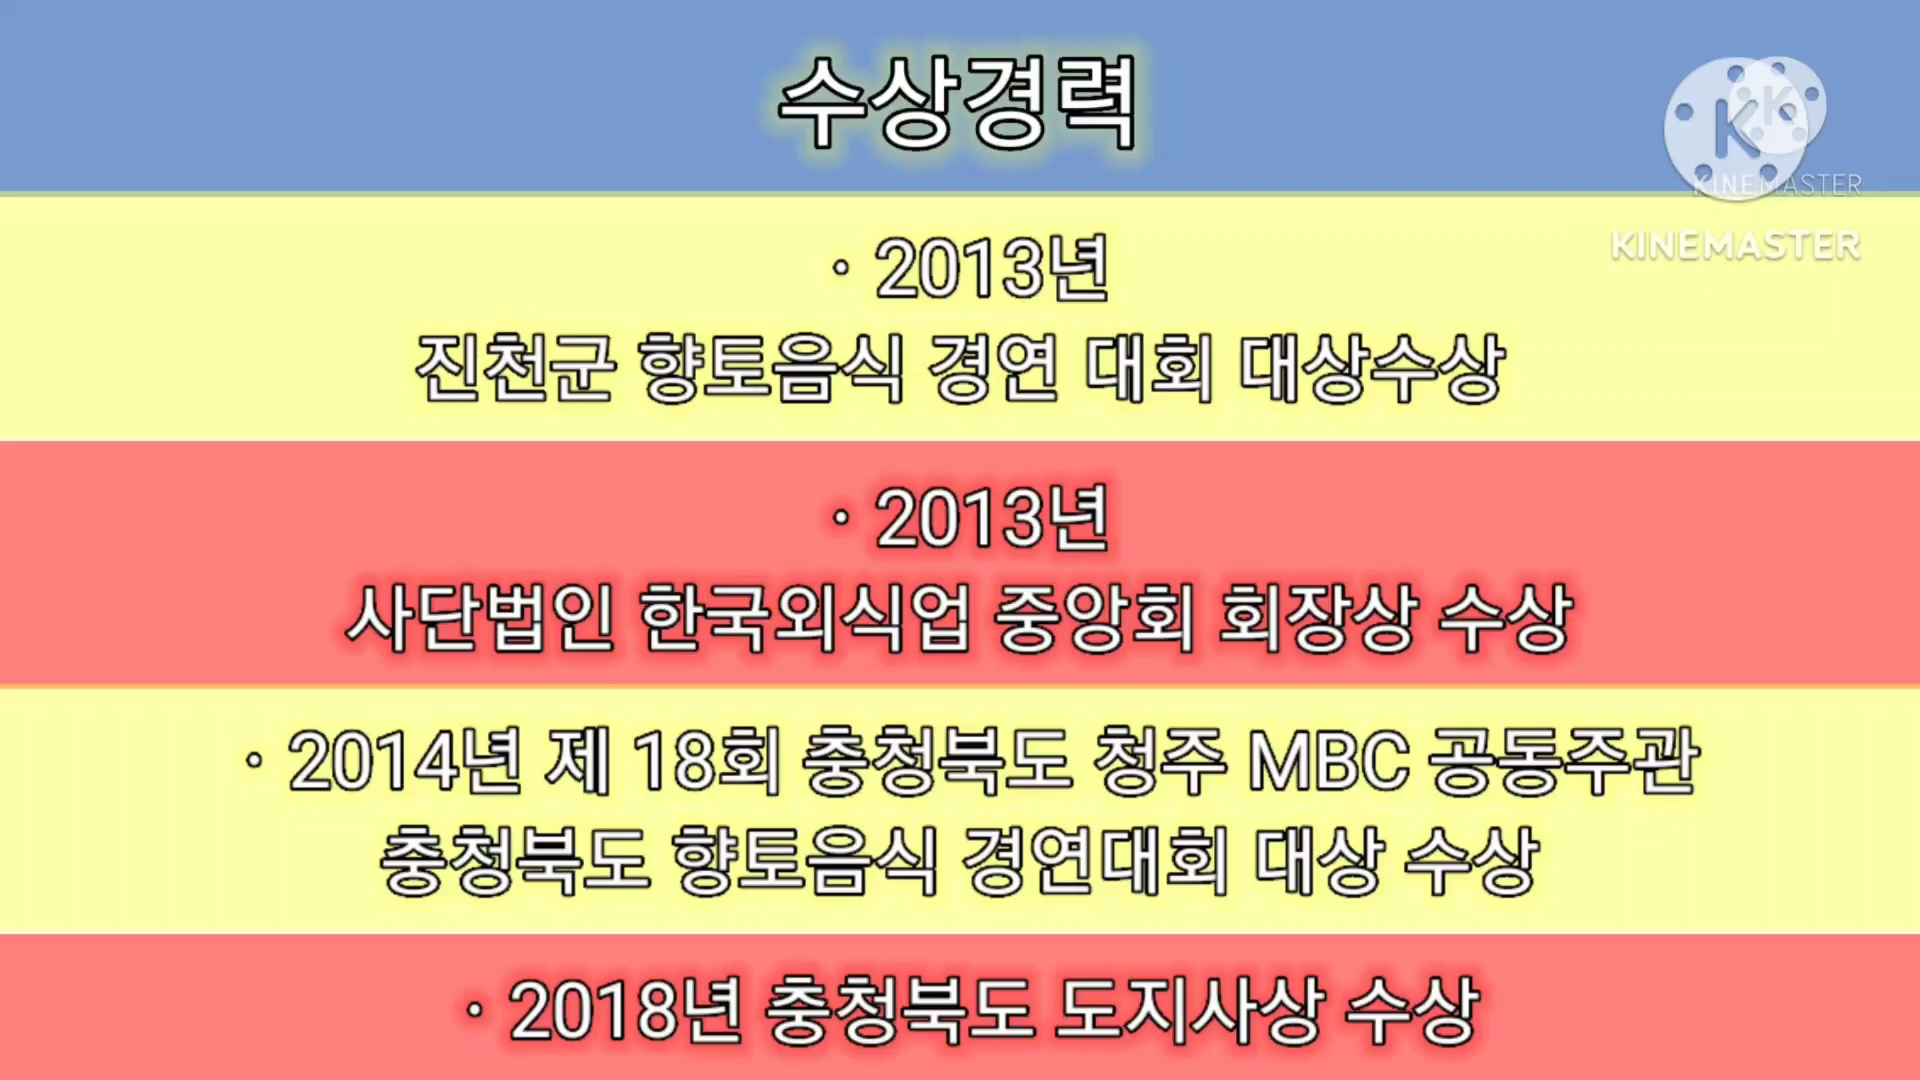 수상경력
K
K
KINEMASTER
KINEMASTER
· 2013년
진천군 향토음식 경연 대회 대상수상
· 2013년
사단법인 한국외식업 중앙회 회장상 수상
· 2014년 제 18회 충청북도 청주 MBC 공동주관
충청북도 향토음식 경연대회 대상 수상
· 2018년 충청북도 도지사상 수상